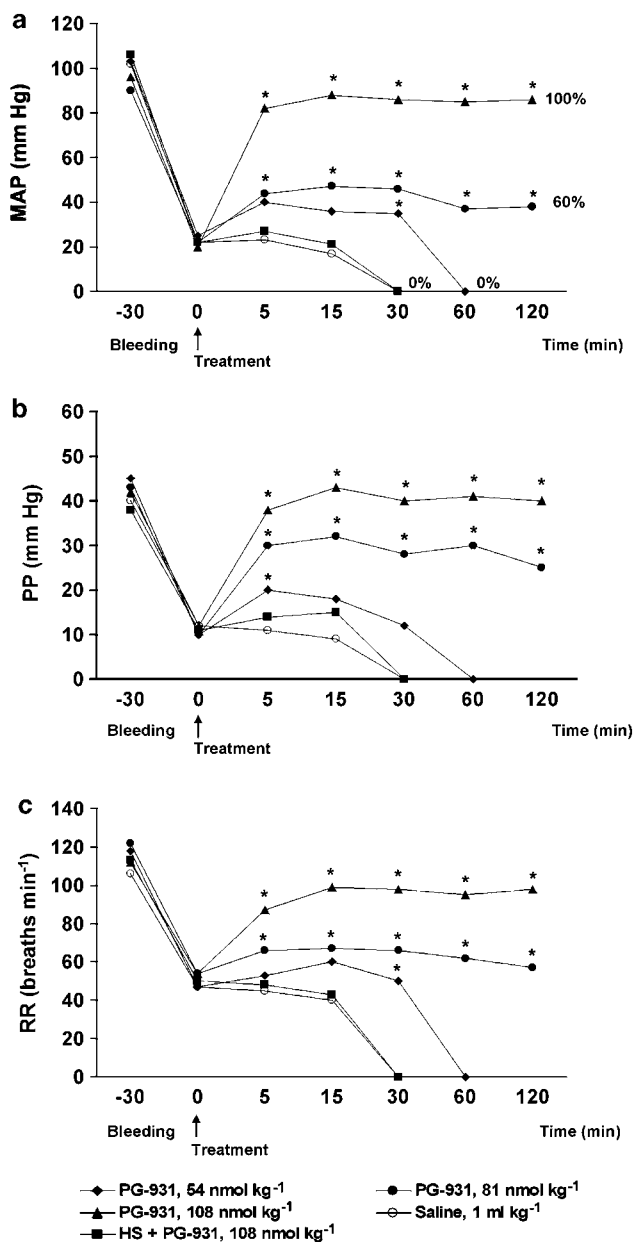 a
120
100
80
60
40
20
0
MAP (mm Hg)
* * * * *
100%
* * * * *
60%
*
0% 0%
-30 0 5 15 30 60 120
Bleeding Treatment Time (min)
b
60
50
40
30
20
10
0
PP (mm Hg)
* * * * *
* * * * *
*
-30 0 5 15 30 60 120
Bleeding Treatment Time (min)
c
140
120
100
80
60
40
20
0
RR (breaths min⁻¹)
* * * * *
* * * * *
*
-30 0 5 15 30 60 120
Bleeding Treatment Time (min)
PG-931, 54 nmol kg⁻¹ PG-931, 81 nmol kg⁻¹
PG-931, 108 nmol kg⁻¹ Saline, 1 ml kg⁻¹
HS + PG-931, 108 nmol kg⁻¹